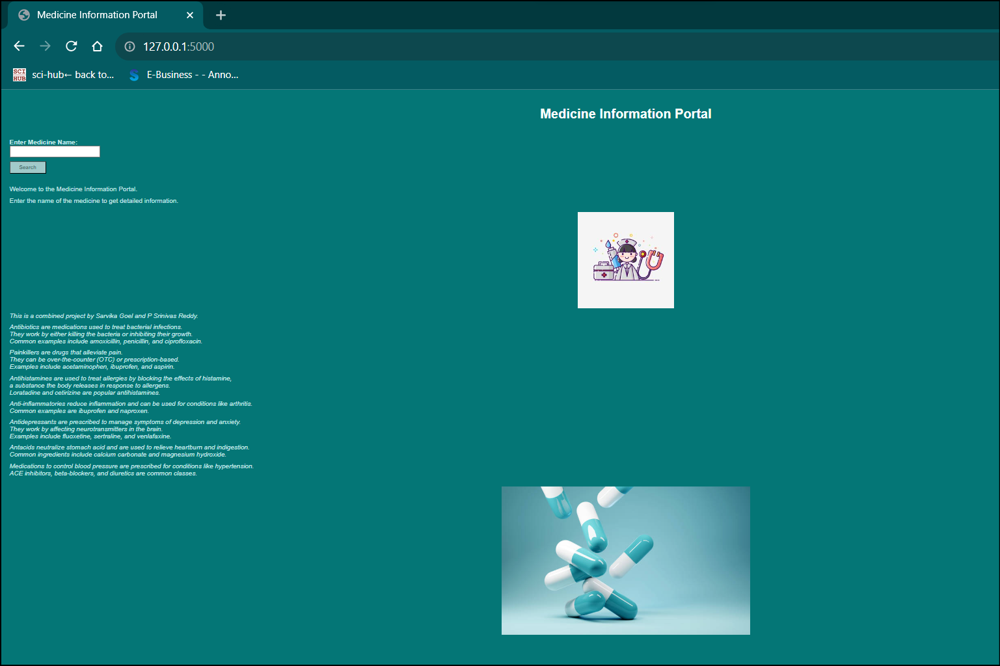 Medicine Information Portal
127.0.0.1:5000
SCI
HUB
sci-hub← back to...
S
E-Business - - Anno...
Medicine Information Portal
Enter Medicine Name:
Search
Welcome to the Medicine Information Portal.
Enter the name of the medicine to get detailed information.
This is a combined project by Sarvika Goel and P Srinivas Reddy.
Antibiotics are medications used to treat bacterial infections.
They work by either killing the bacteria or inhibiting their growth.
Common examples include amoxicillin, penicillin, and ciprofloxacin.
Painkillers are drugs that alleviate pain.
They can be over-the-counter (OTC) or prescription-based.
Examples include acetaminophen, ibuprofen, and aspirin.
Antihistamines are used to treat allergies by blocking the effects of histamine,
a substance the body releases in response to allergens.
Loratadine and cetirizine are popular antihistamines.
Anti-inflammatories reduce inflammation and can be used for conditions like arthritis.
Common examples are ibuprofen and naproxen.
Antidepressants are prescribed to manage symptoms of depression and anxiety.
They work by affecting neurotransmitters in the brain.
Examples include fluoxetine, sertraline, and venlafaxine.
Antacids neutralize stomach acid and are used to relieve heartburn and indigestion.
Common ingredients include calcium carbonate and magnesium hydroxide.
Medications to control blood pressure are prescribed for conditions like hypertension.
ACE inhibitors, beta-blockers, and diuretics are common classes.